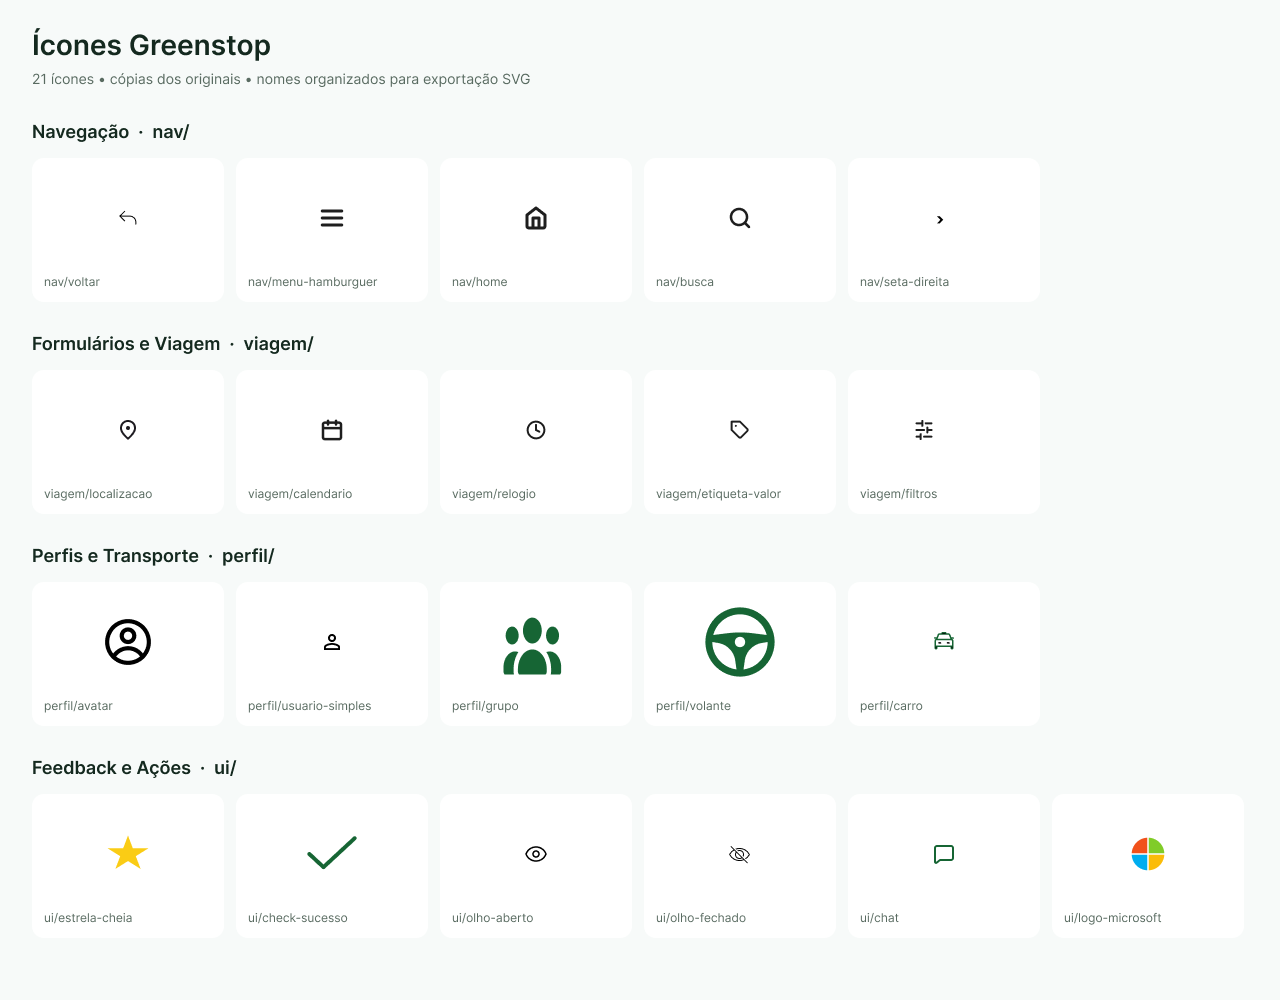 Ícones Greenstop
21 ícones • cópias dos originais • nomes organizados para exportação SVG
Navegação · nav/
nav/voltar
nav/menu-hamburguer
nav/home
nav/busca
nav/seta-direita
Formulários e Viagem · viagem/
viagem/localizacao
viagem/calendario
viagem/relogio
viagem/etiqueta-valor
viagem/filtros
Perfis e Transporte · perfil/
perfil/avatar
perfil/usuario-simples
perfil/grupo
perfil/volante
perfil/carro
Feedback e Ações · ui/
ui/estrela-cheia
ui/check-sucesso
ui/olho-aberto
ui/olho-fechado
ui/chat
ui/logo-microsoft